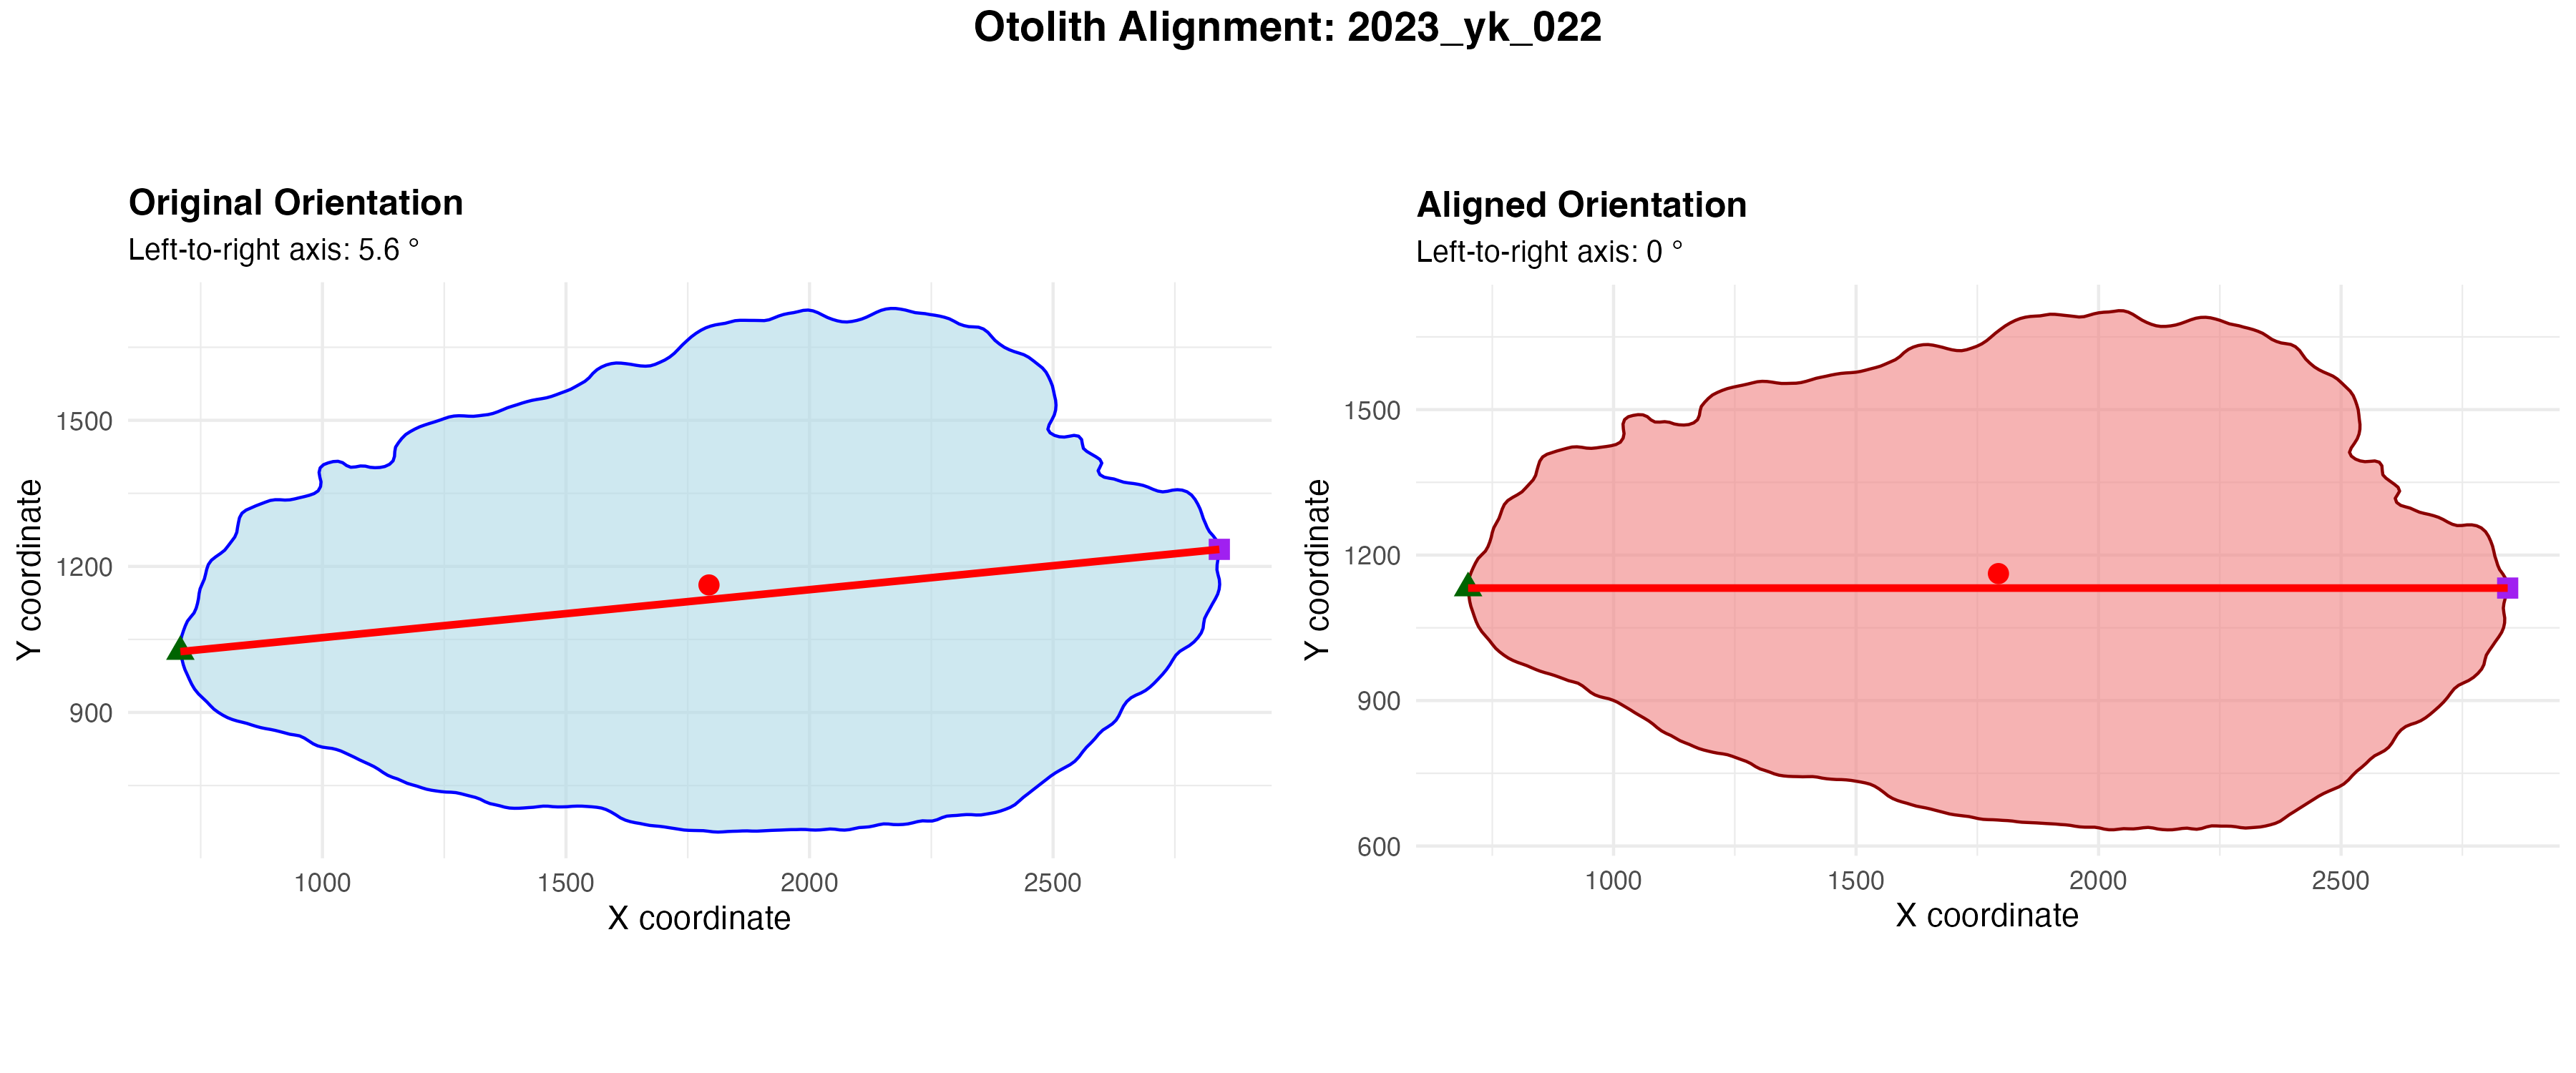 Otolith Alignment: 2023_yk_022
Original Orientation
Left-to-right axis: 5.6 °
Y coordinate
1500
1200
900
1000 1500 2000 2500
X coordinate
Aligned Orientation
Left-to-right axis: 0 °
Y coordinate
1500
1200
900
600
1000 1500 2000 2500
X coordinate